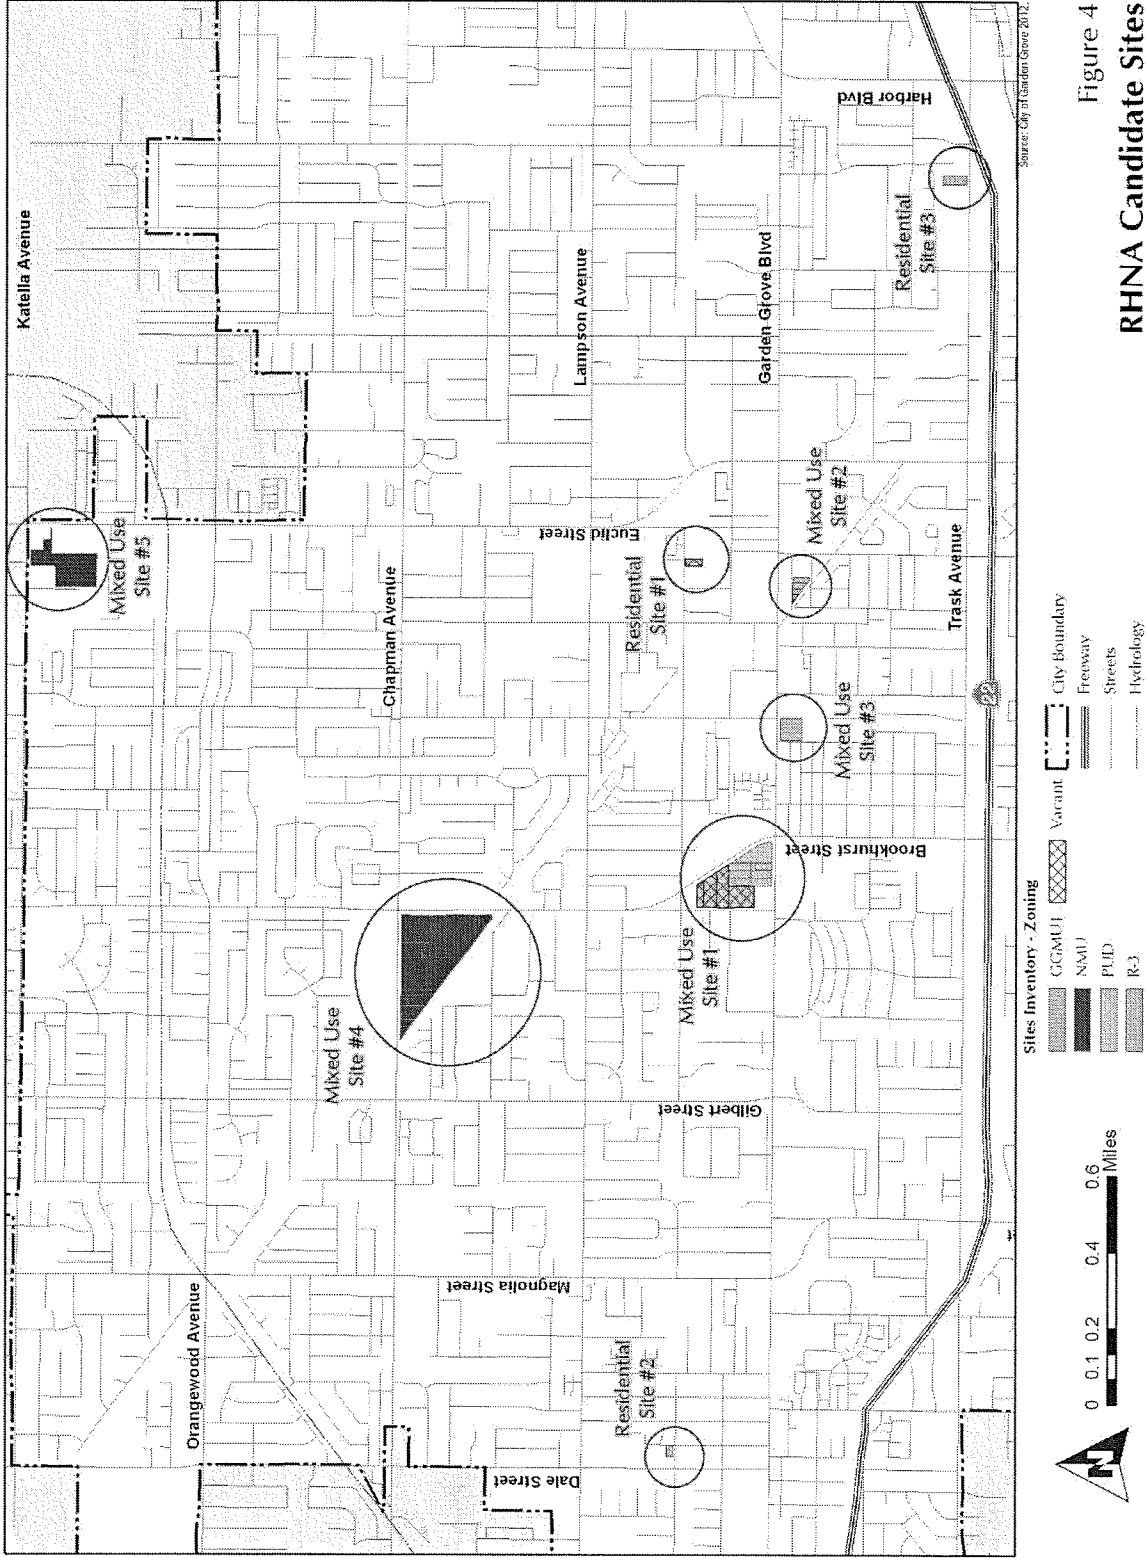 Katella Avenue
Mixed Use
Site #5
Orangewood Avenue
Chapman Avenue
Mixed Use
Site #4
Lampson Avenue
Euclid Street
Magnolia Street
Dale Street
Residential
Site #1
Residential
Site #2
Mixed Use
Site #1
Gilbert Street
Garden Grove Blvd
Harbor Blvd
Mixed Use
Site #2
Mixed Use
Site #3
Brookhurst Street
Residential
Site #3
Trask Avenue
22
Source: City of Garden Grove 2012.
0 0.1 0.2 0.4 0.6
Miles
N
Sites Inventory - Zoning
GGMU1
NMU
PUD
R-3
Vacant
City Boundary
Freeway
Streets
Hydrology
Figure 4
RHNA Candidate Sites